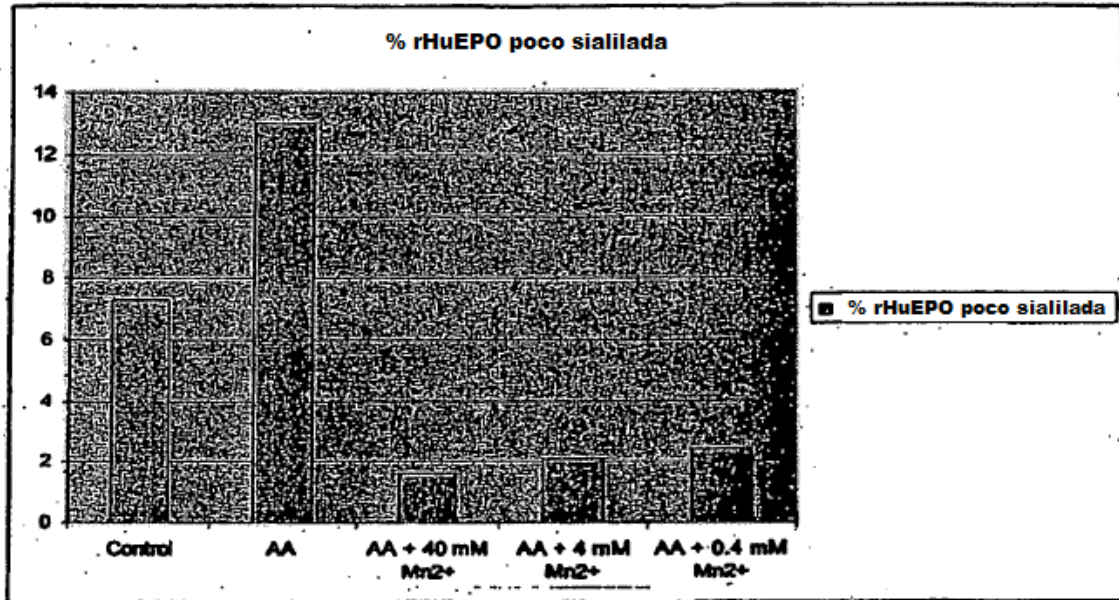 % rHuEPO poco sialilada
14
12
10
8
6
4
2
0
% rHuEPO poco sialilada
Control
AA
AA + 40 mM
Mn2+
AA + 4 mM
Mn2+
AA + 0.4 mM
Mn2+